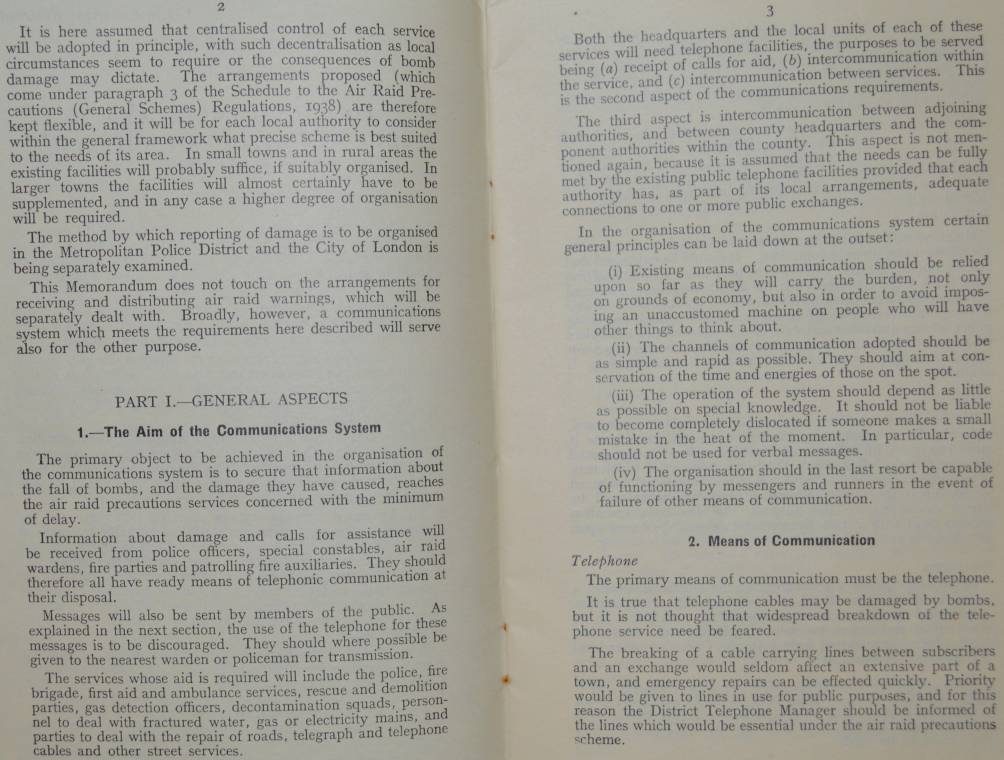 2
It is here assumed that centralised control of each service
will be adopted in principle, with such decentralisation as local
circumstances seem to require or the consequences of bomb
damage may dictate. The arrangements proposed (which
come under paragraph 3 of the Schedule to the Air Raid Pre-
cautions (General Schemes) Regulations, 1938) are therefore
kept flexible, and it will be for each local authority to consider
within the general framework what precise scheme is best suited
to the needs of its area. In small towns and in rural areas the
existing facilities will probably suffice, if suitably organised. In
larger towns the facilities will almost certainly have to be
supplemented, and in any case a higher degree of organisation
will be required.
The method by which reporting of damage is to be organised
in the Metropolitan Police District and the City of London is
being separately examined.
This Memorandum does not touch on the arrangements for
receiving and distributing air raid warnings, which will be
separately dealt with. Broadly, however, a communications
system which meets the requirements here described will serve
also for the other purpose.
PART I.—GENERAL ASPECTS
1.—The Aim of the Communications System
The primary object to be achieved in the organisation of
the communications system is to secure that information about
the fall of bombs, and the damage they have caused, reaches
the air raid precautions services concerned with the minimum
of delay.
Information about damage and calls for assistance will
be received from police officers, special constables, air raid
wardens, fire parties and patrolling fire auxiliaries. They should
therefore all have ready means of telephonic communication at
their disposal.
Messages will also be sent by members of the public. As
explained in the next section, the use of the telephone for these
messages is to be discouraged. They should where possible be
given to the nearest warden or policeman for transmission.
The services whose aid is required will include the police, fire
brigade, first aid and ambulance services, rescue and demolition
parties, gas detection officers, decontamination squads, person-
nel to deal with fractured water, gas or electricity mains, and
parties to deal with the repair of roads, telegraph and telephone
cables and other street services.
3
Both the headquarters and the local units of each of these
services will need telephone facilities, the purposes to be served
being (a) receipt of calls for aid, (b) intercommunication within
the service, and (c) intercommunication between services. This
is the second aspect of the communications requirements.
The third aspect is intercommunication between adjoining
authorities, and between county headquarters and the com-
ponent authorities within the county. This aspect is not men-
tioned again, because it is assumed that the needs can be fully
met by the existing public telephone facilities provided that each
authority has, as part of its local arrangements, adequate
connections to one or more public exchanges.
In the organisation of the communications system certain
general principles can be laid down at the outset:
(i) Existing means of communication should be relied
upon so far as they will carry the burden, not only
on grounds of economy, but also in order to avoid impos-
ing an unaccustomed machine on people who will have
other things to think about.
(ii) The channels of communication adopted should be
as simple and rapid as possible. They should aim at con-
servation of the time and energies of those on the spot.
(iii) The operation of the system should depend as little
as possible on special knowledge. It should not be liable
to become completely dislocated if someone makes a small
mistake in the heat of the moment. In particular, code
should not be used for verbal messages.
(iv) The organisation should in the last resort be capable
of functioning by messengers and runners in the event of
failure of other means of communication.
2. Means of Communication
Telephone
The primary means of communication must be the telephone.
It is true that telephone cables may be damaged by bombs,
but it is not thought that widespread breakdown of the tele-
phone service need be feared.
The breaking of a cable carrying lines between subscribers
and an exchange would seldom affect an extensive part of a
town, and emergency repairs can be effected quickly. Priority
would be given to lines in use for public purposes, and for this
reason the District Telephone Manager should be informed of
the lines which would be essential under the air raid precautions
scheme.